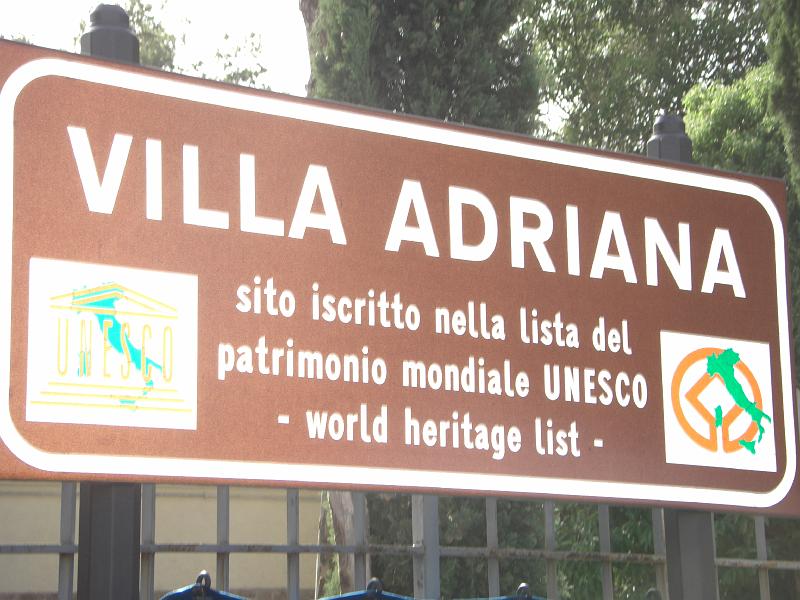 VILLA ADRIANA
sito iscritto nella lista del
patrimonio mondiale UNESCO
- world heritage list -
UNESCO